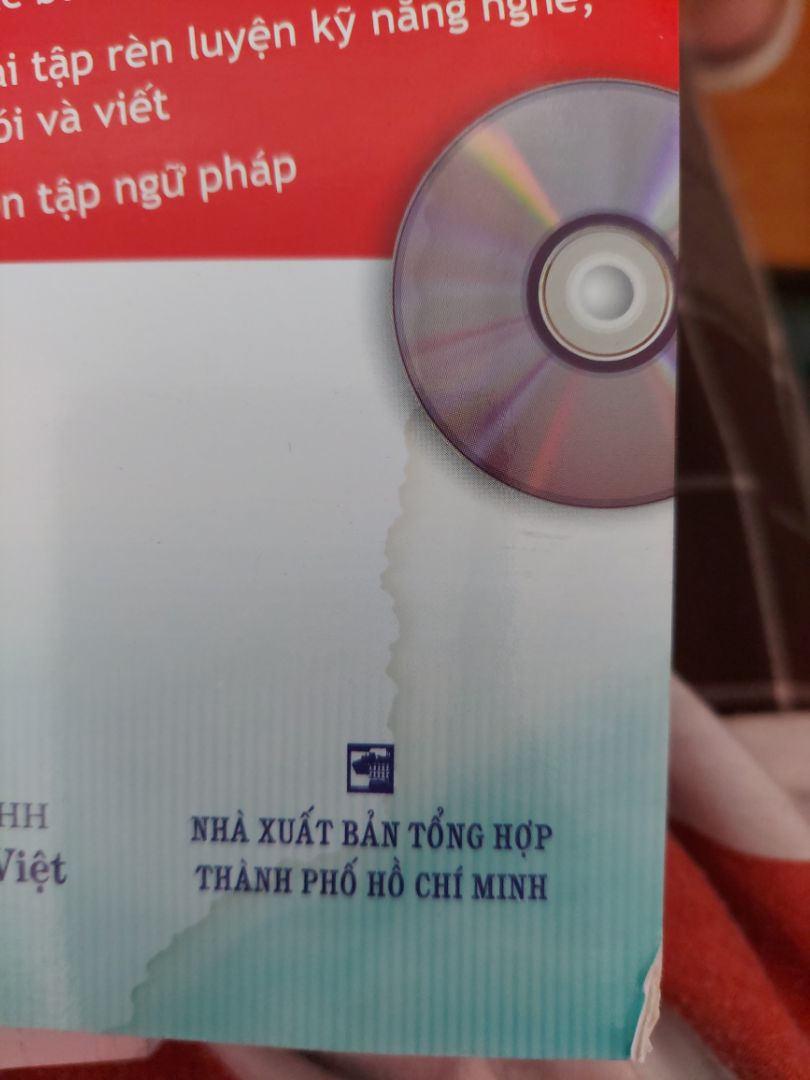 ài tập rèn luyện kỹ năng nghe,
ói và viết
n tập ngữ pháp
HH
Việt
NHÀ XUẤT BẢN TỔNG HỢP
THÀNH PHỐ HỒ CHÍ MINH